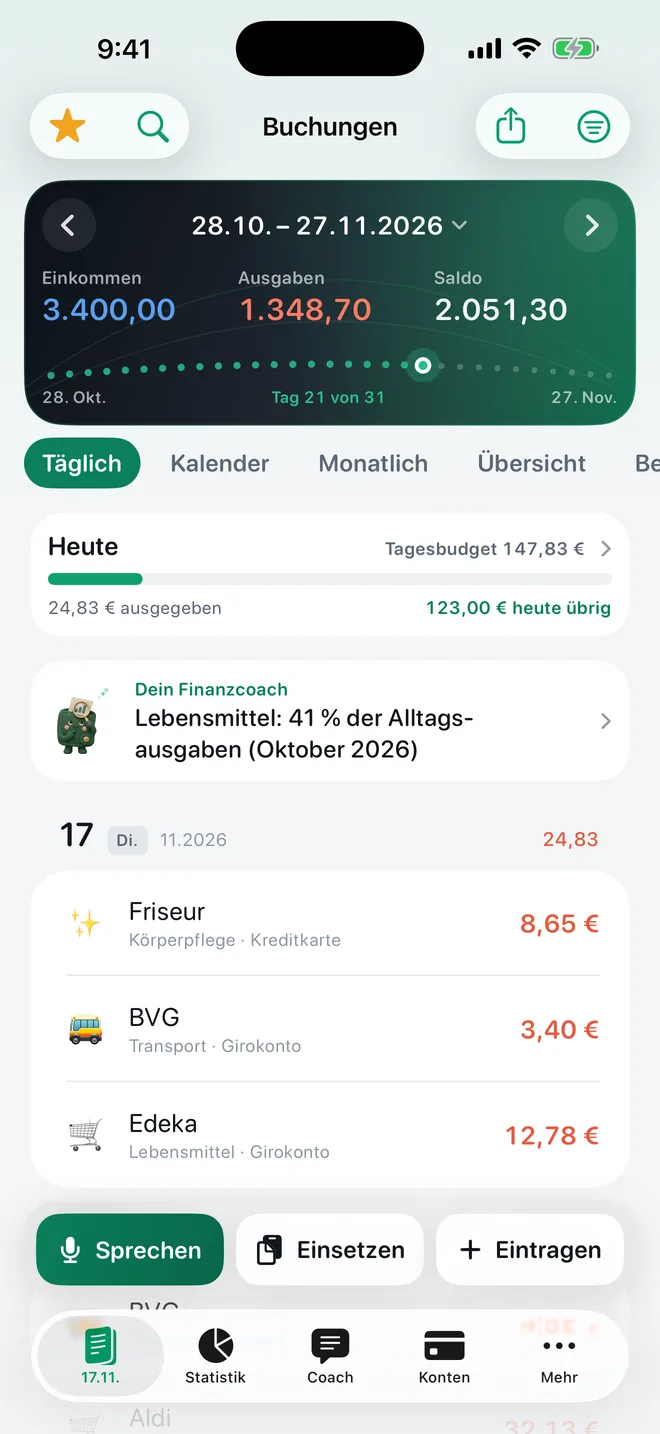 9:41
Buchungen
28.10. – 27.11.2026
Einkommen Ausgaben Saldo
3.400,00 1.348,70 2.051,30
28. Okt. Tag 21 von 31 27. Nov.
Täglich Kalender Monatlich Übersicht Be
Heute Tagesbudget 147,83 €
24,83 € ausgegeben 123,00 € heute übrig
Dein Finanzcoach
Lebensmittel: 41 % der Alltags-
ausgaben (Oktober 2026)
17 Di. 11.2026 24,83
Friseur 8,65 €
Körperpflege · Kreditkarte
BVG 3,40 €
Transport · Girokonto
Edeka 12,78 €
Lebensmittel · Girokonto
Sprechen Einsetzen Eintragen
BVG
17.11. Statistik Coach Konten Mehr
Aldi 32,13 €